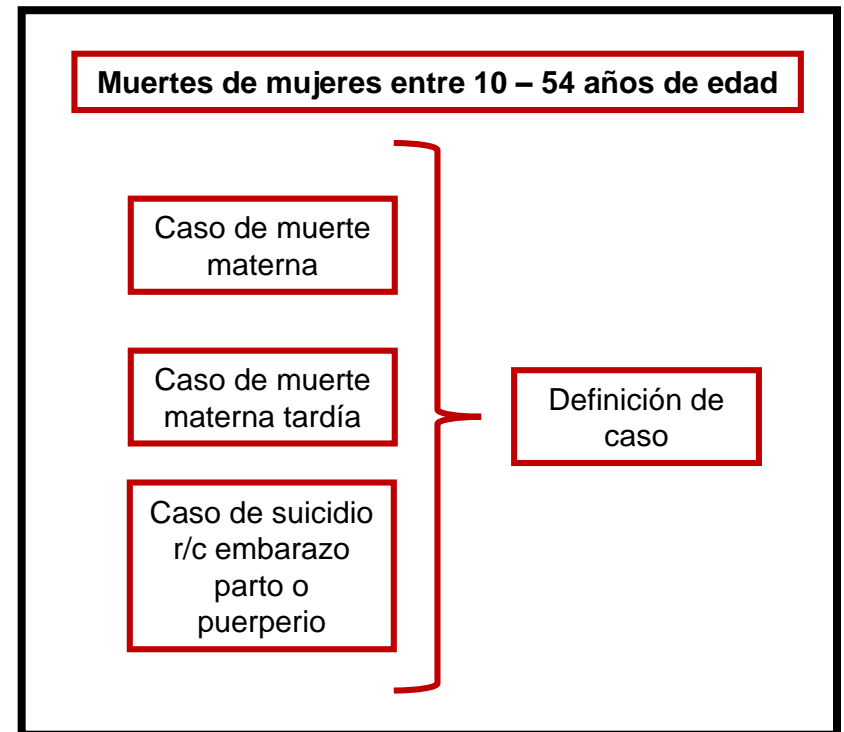 Muertes de mujeres entre 10 – 54 años de edad
Caso de muerte
materna
Caso de muerte
materna tardía
Caso de suicidio
r/c embarazo
parto o
puerperio
Definición de
caso